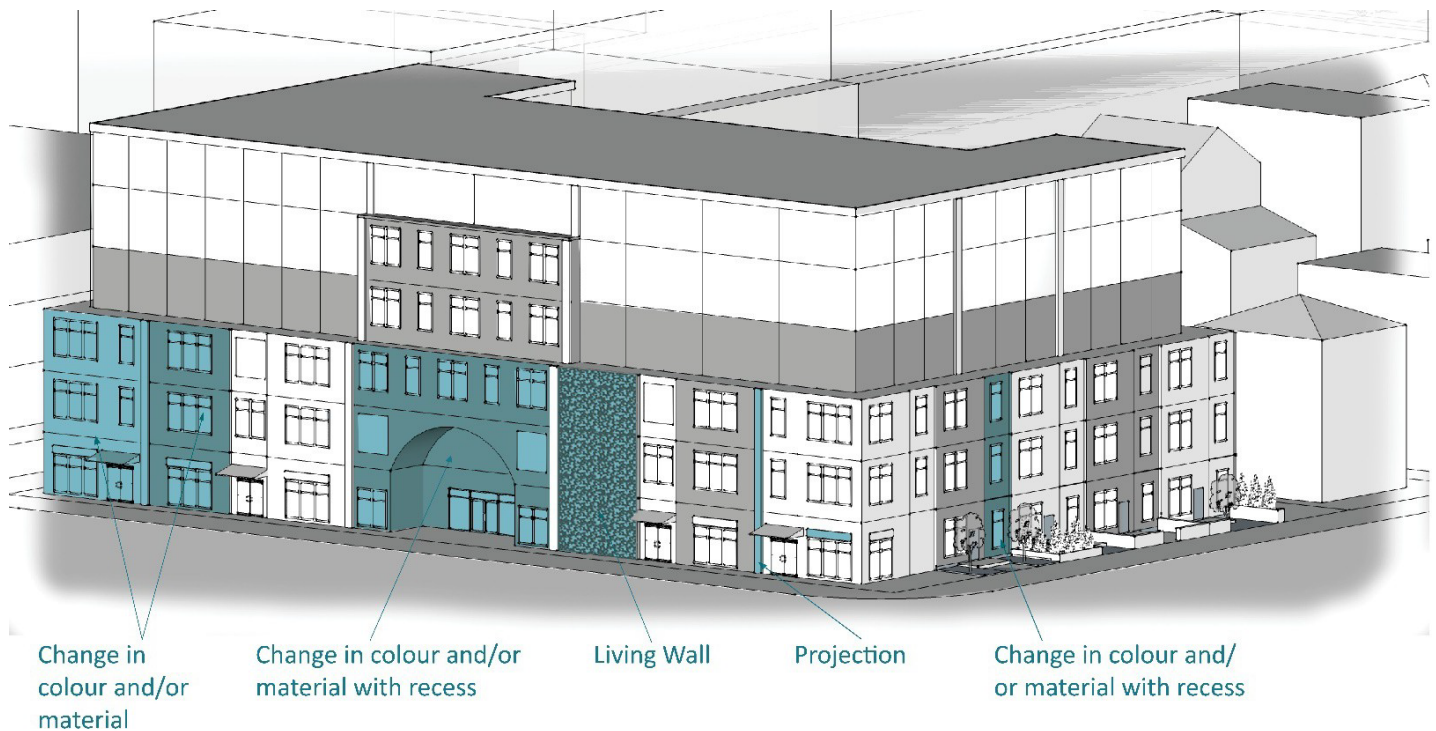 Change in
colour and/or
material
Change in colour and/or
material with recess
Living Wall
Projection
Change in colour and/
or material with recess